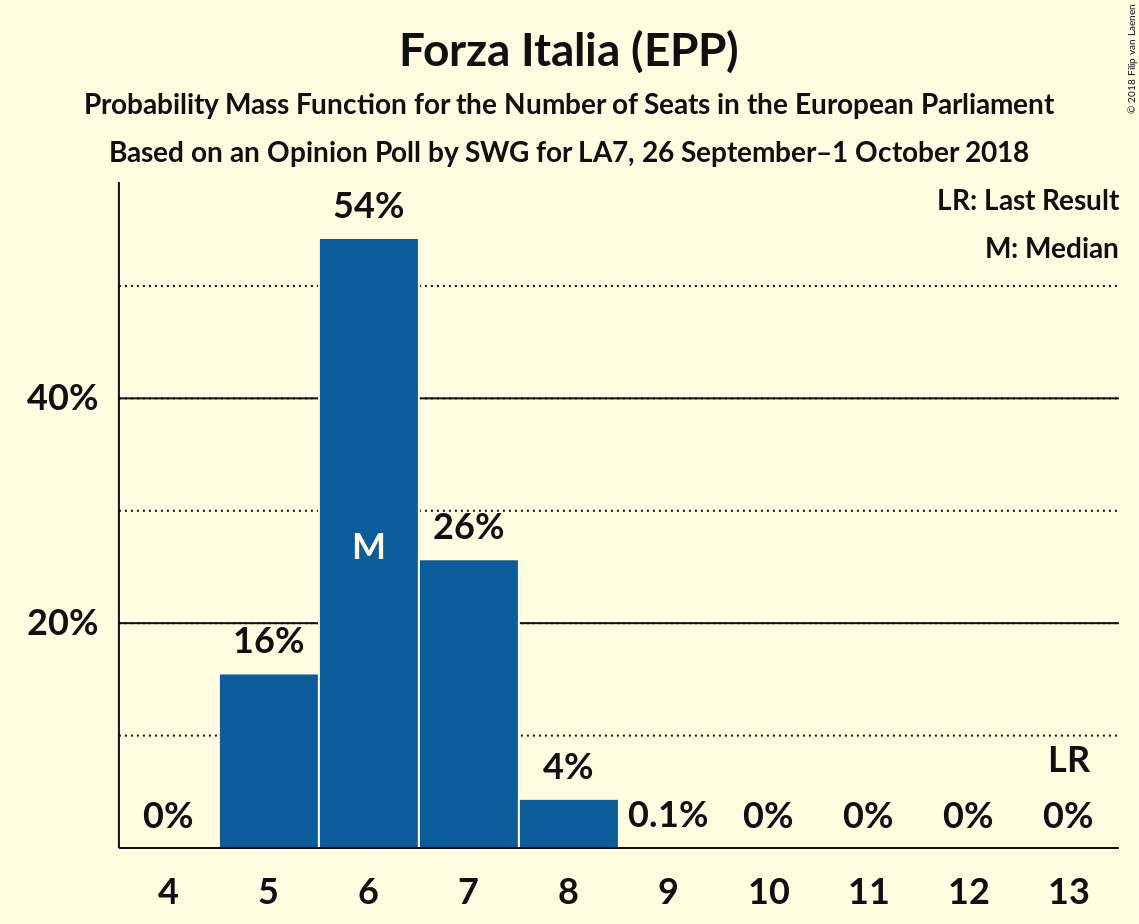 Forza Italia (EPP)
Probability Mass Function for the Number of Seats in the European Parliament
Based on an Opinion Poll by SWG for LA7, 26 September–1 October 2018
© 2018 Filip van Laenen
LR: Last Result
M: Median
54%
40%
M
26%
20%
16%
4%
LR
0%
0.1%
0%
0%
0%
0%
4 5 6 7 8 9 10 11 12 13